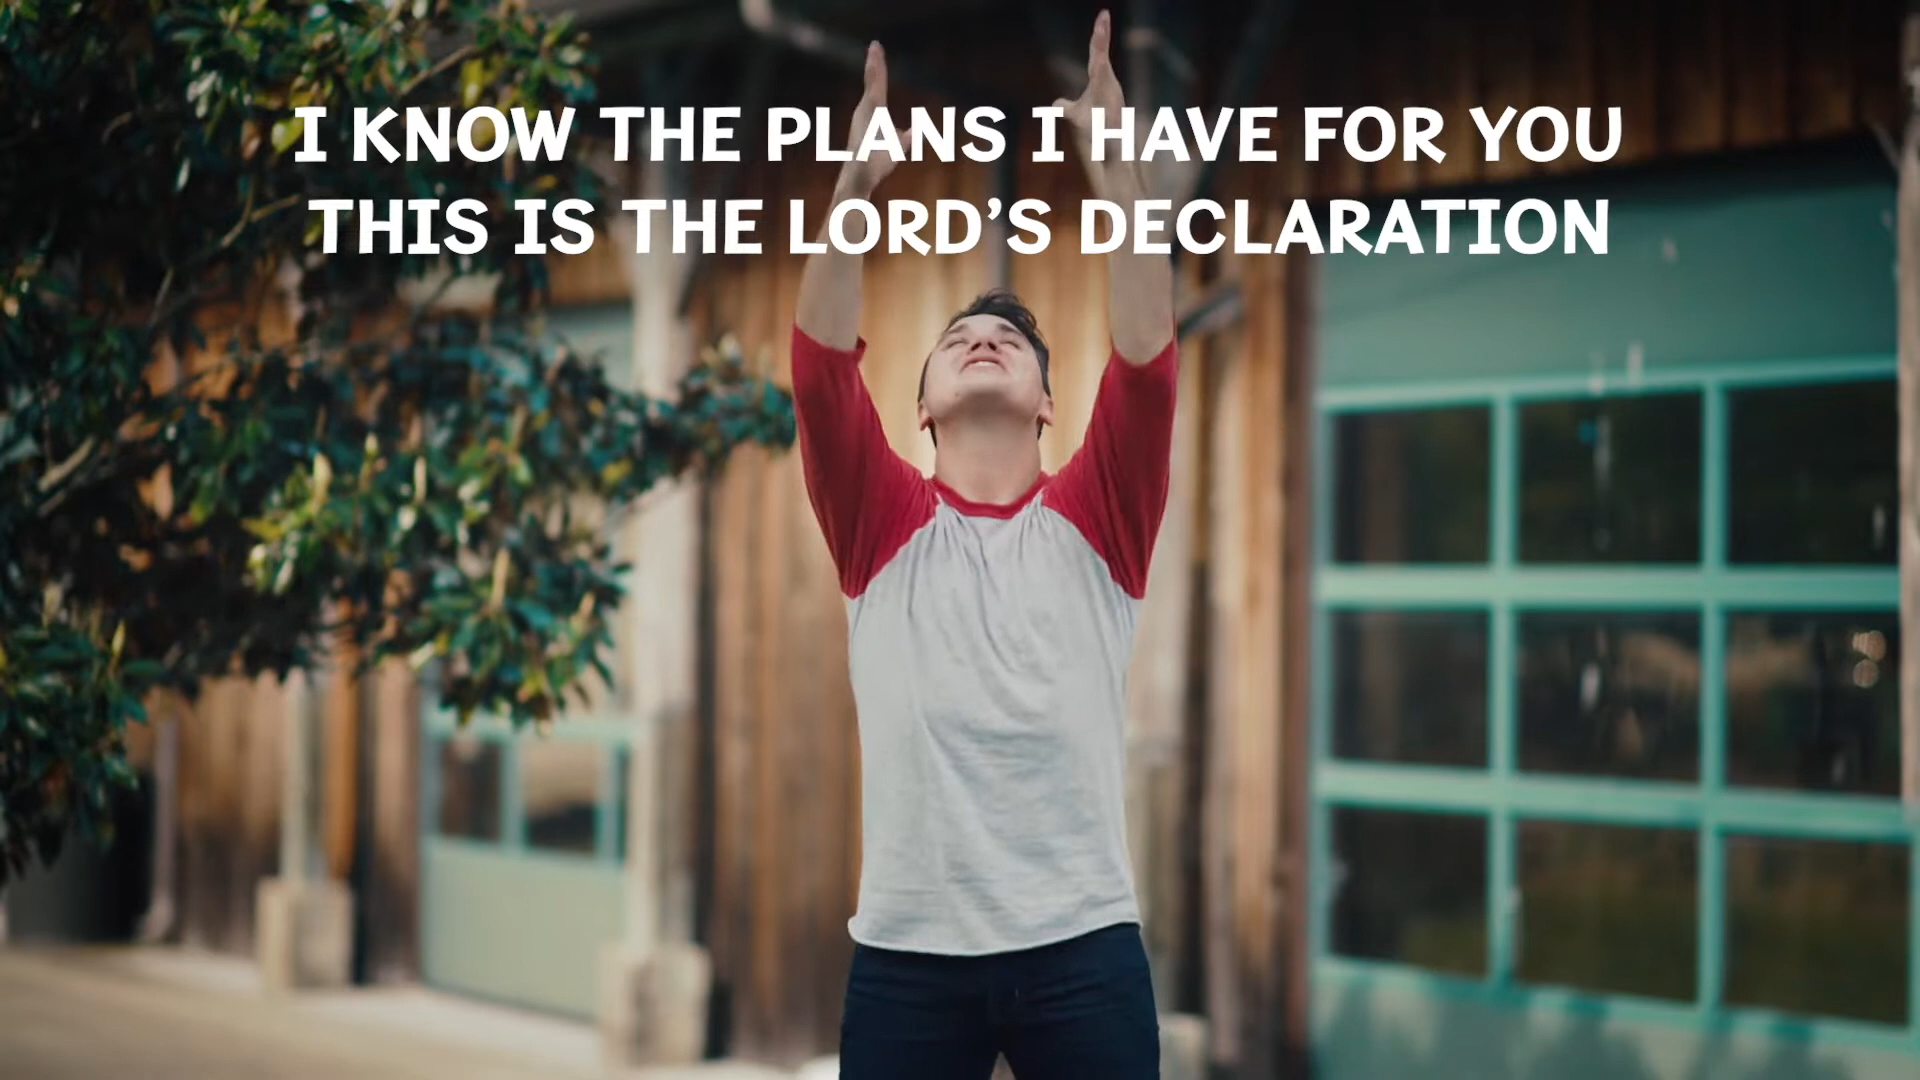 I KNOW THE PLANS I HAVE FOR YOU
THIS IS THE LORD’S DECLARATION